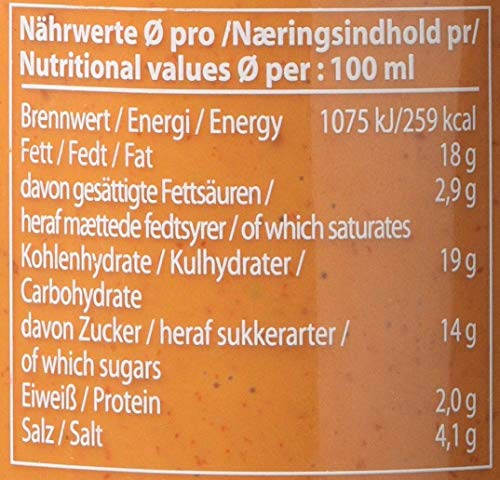 Nährwerte Ø pro /Næringsindhold pr/
Nutritional values Ø per : 100 ml
Brennwert / Energi / Energy 1075 kJ/259 kcal
Fett / Fedt / Fat 18 g
davon gesättigte Fettsäuren / 2,9 g
heraf mættede fedtsyrer / of which saturates
Kohlenhydrate / Kulhydrater / 19 g
Carbohydrate
davon Zucker / heraf sukkerarter / 14 g
of which sugars
Eiweiß / Protein 2,0 g
Salz / Salt 4,1 g